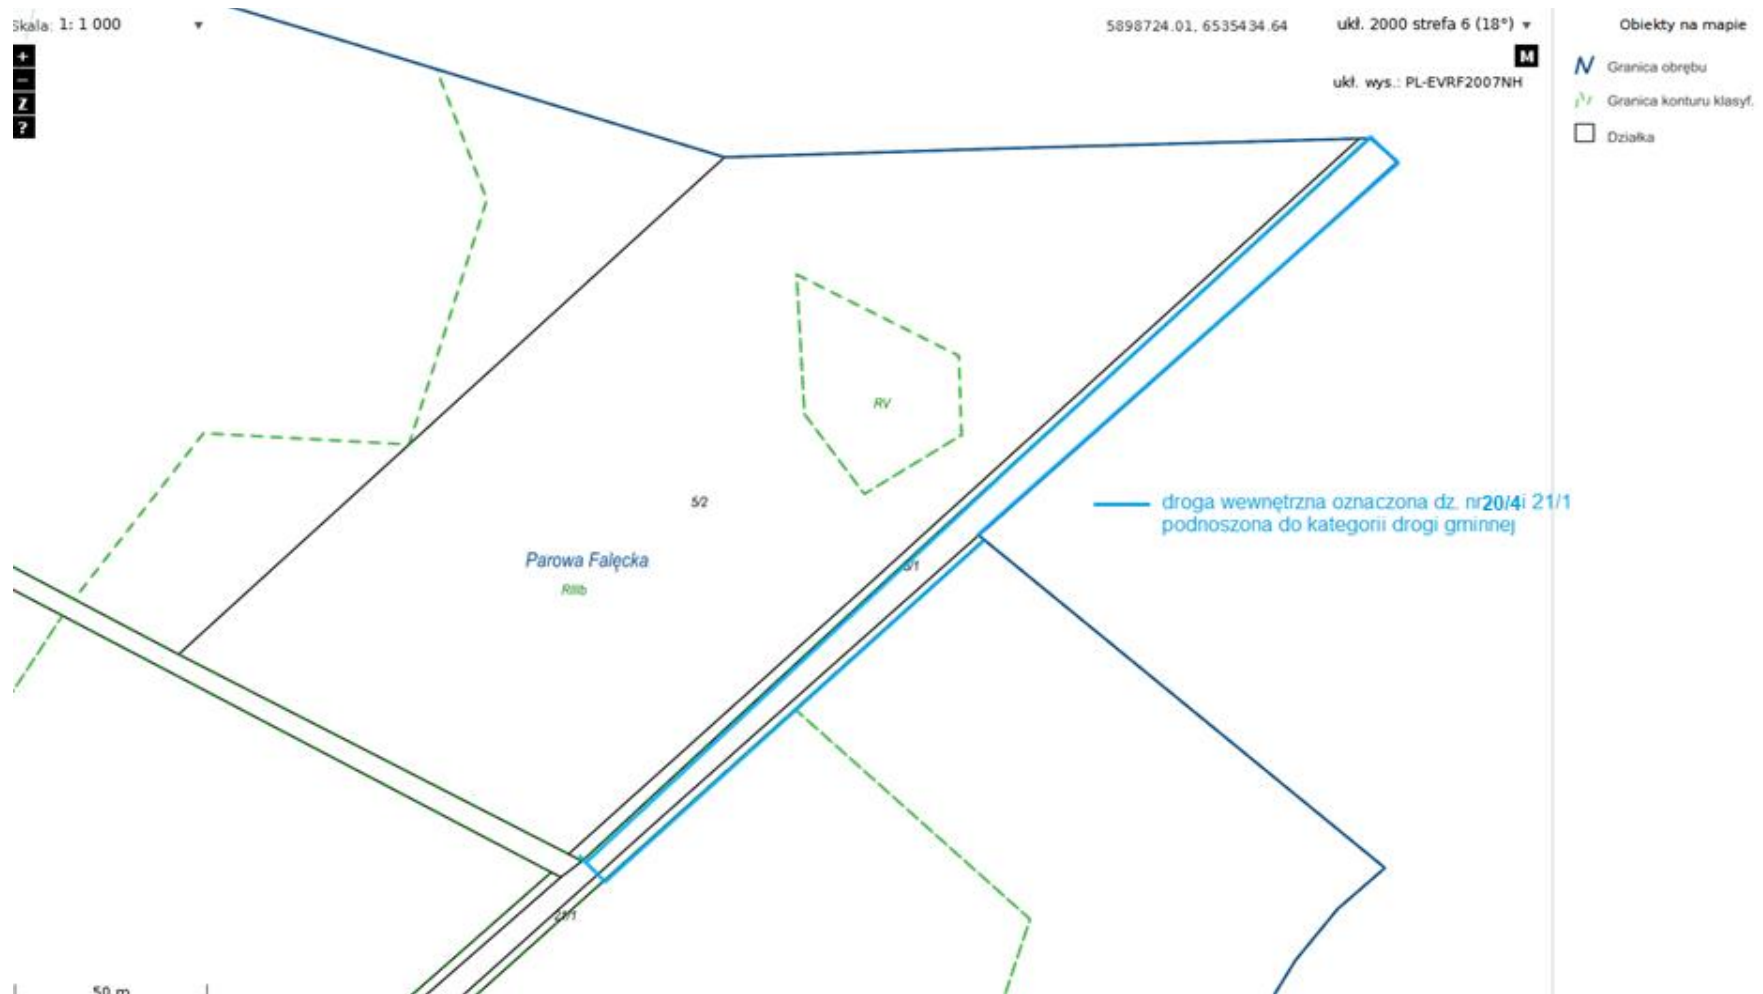 Skala: 1: 1 000 ▾
5898724.01, 6535434.64
ukł. 2000 strefa 6 (18°) ▾
Obiekty na mapie
+
−
Z
?
M
ukł. wys.: PL-EVRF2007NH
Granica obrębu
Granica konturu klasyf.
Działka
RV
5/2
droga wewnętrzna oznaczona dz. nr 20/4 i 21/1
podnoszona do kategorii drogi gminnej
Parowa Falęcka
RIIIb
21/1
50 m